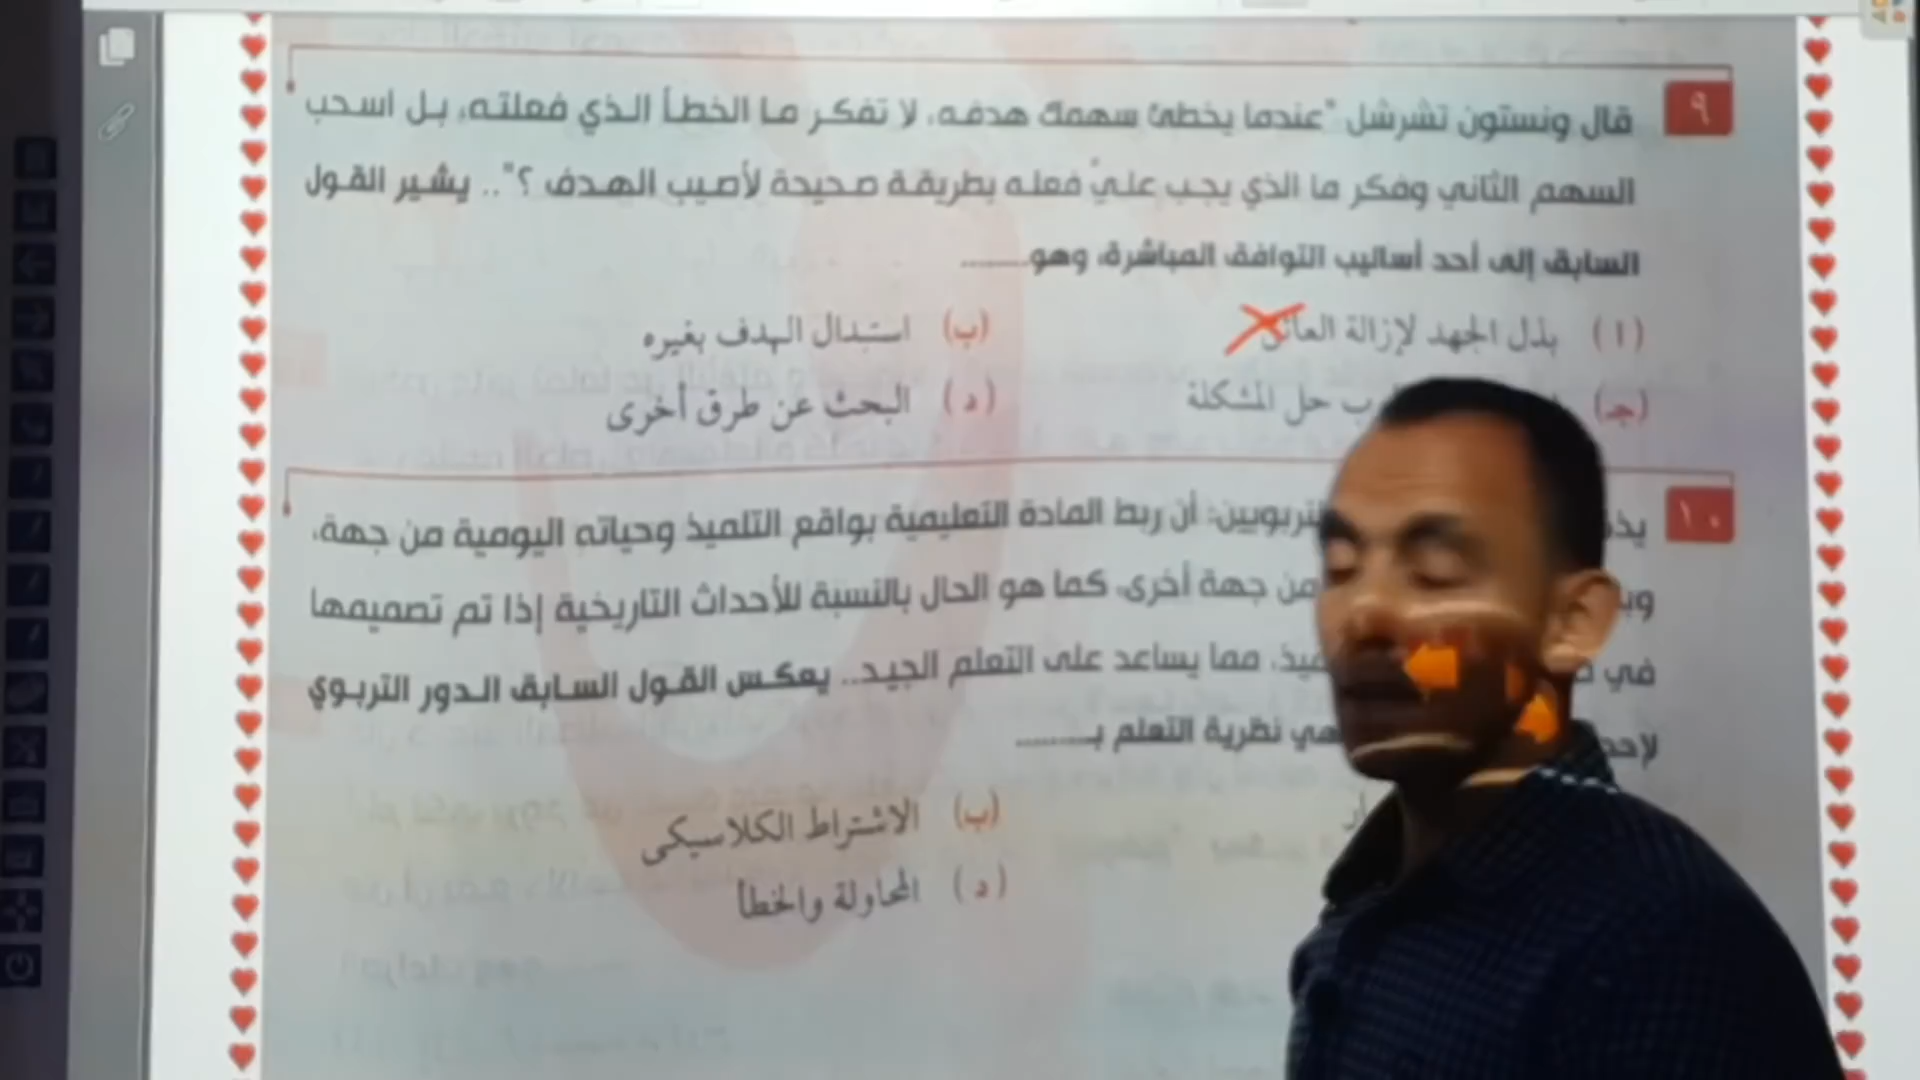 ٩
قال ونستون تشرشل "عندما يخطئ سهمك هدفه، لا تفكر ما الخطأ الذي فعلته، بل اسحب
السهم الثاني وفكر ما الذي يجب عليّ فعله بطريقة صحيحة لأصيب الهدف ؟".. يشير القول
السابق إلى أحد أساليب التوافق المباشرة، وهو........
(ا) بذل الجهد لإزالة العائق
(ب) استبدال الهدف بغيره
(جـ) حل المشكلة
(د) البحث عن طرق أخرى
١٠
التربويين: أن ربط المادة التعليمية بواقع التلميذ وحياته اليومية من جهة،
من جهة أخرى، كما هو الحال بالنسبة للأحداث التاريخية إذا تم تصميمها
في مما يساعد على التعلم الجيد.. يعكس القول السابق الدور التربوي
هي نظرية التعلم بـ........
(ب) الاشتراط الكلاسيكى
(د) المحاولة والخطأ